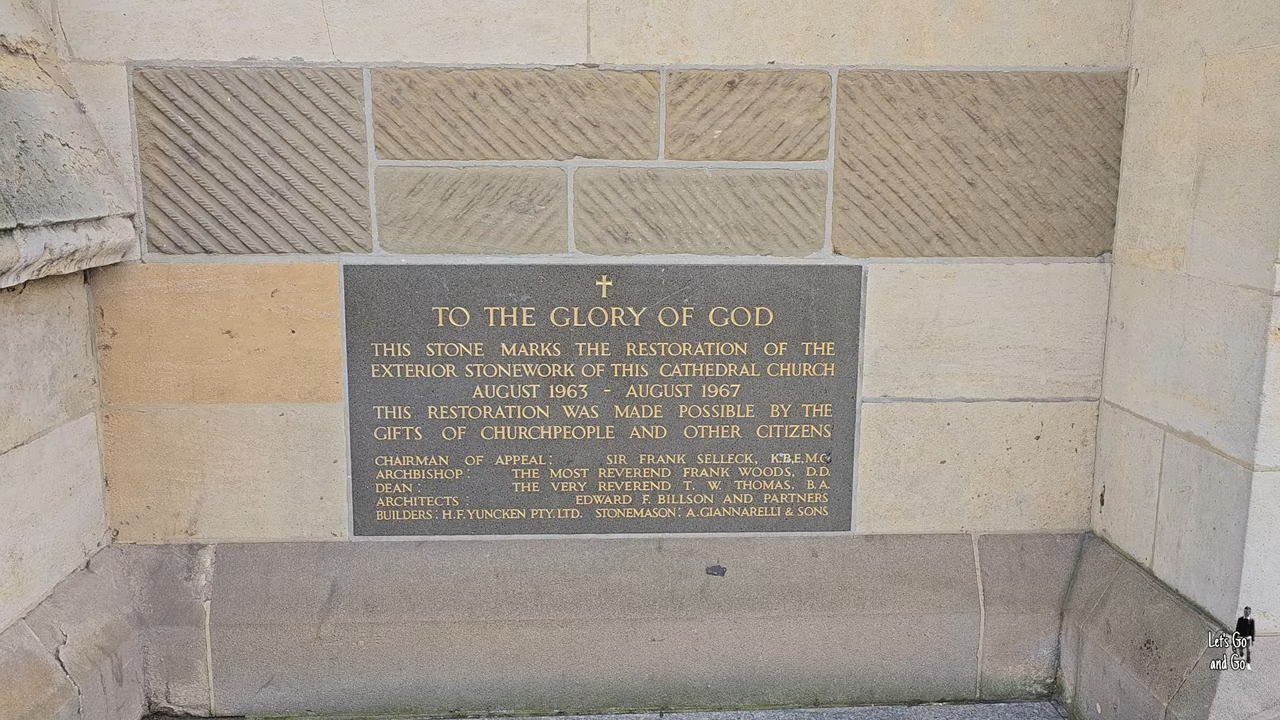 TO THE GLORY OF GOD
THIS STONE MARKS THE RESTORATION OF THE
EXTERIOR STONEWORK OF THIS CATHEDRAL CHURCH
AUGUST 1963 - AUGUST 1967
THIS RESTORATION WAS MADE POSSIBLE BY THE
GIFTS OF CHURCHPEOPLE AND OTHER CITIZENS
CHAIRMAN OF APPEAL: SIR FRANK SELLECK, K.B.E., M.C.
ARCHBISHOP: THE MOST REVEREND FRANK WOODS, D.D.
DEAN: THE VERY REVEREND T. W. THOMAS, B.A.
ARCHITECTS: EDWARD F. BILLSON AND PARTNERS
BUILDERS: H.F. YUNCKEN PTY. LTD. STONEMASON: A. GIANNARELLI & SONS
Let's Go
and Go